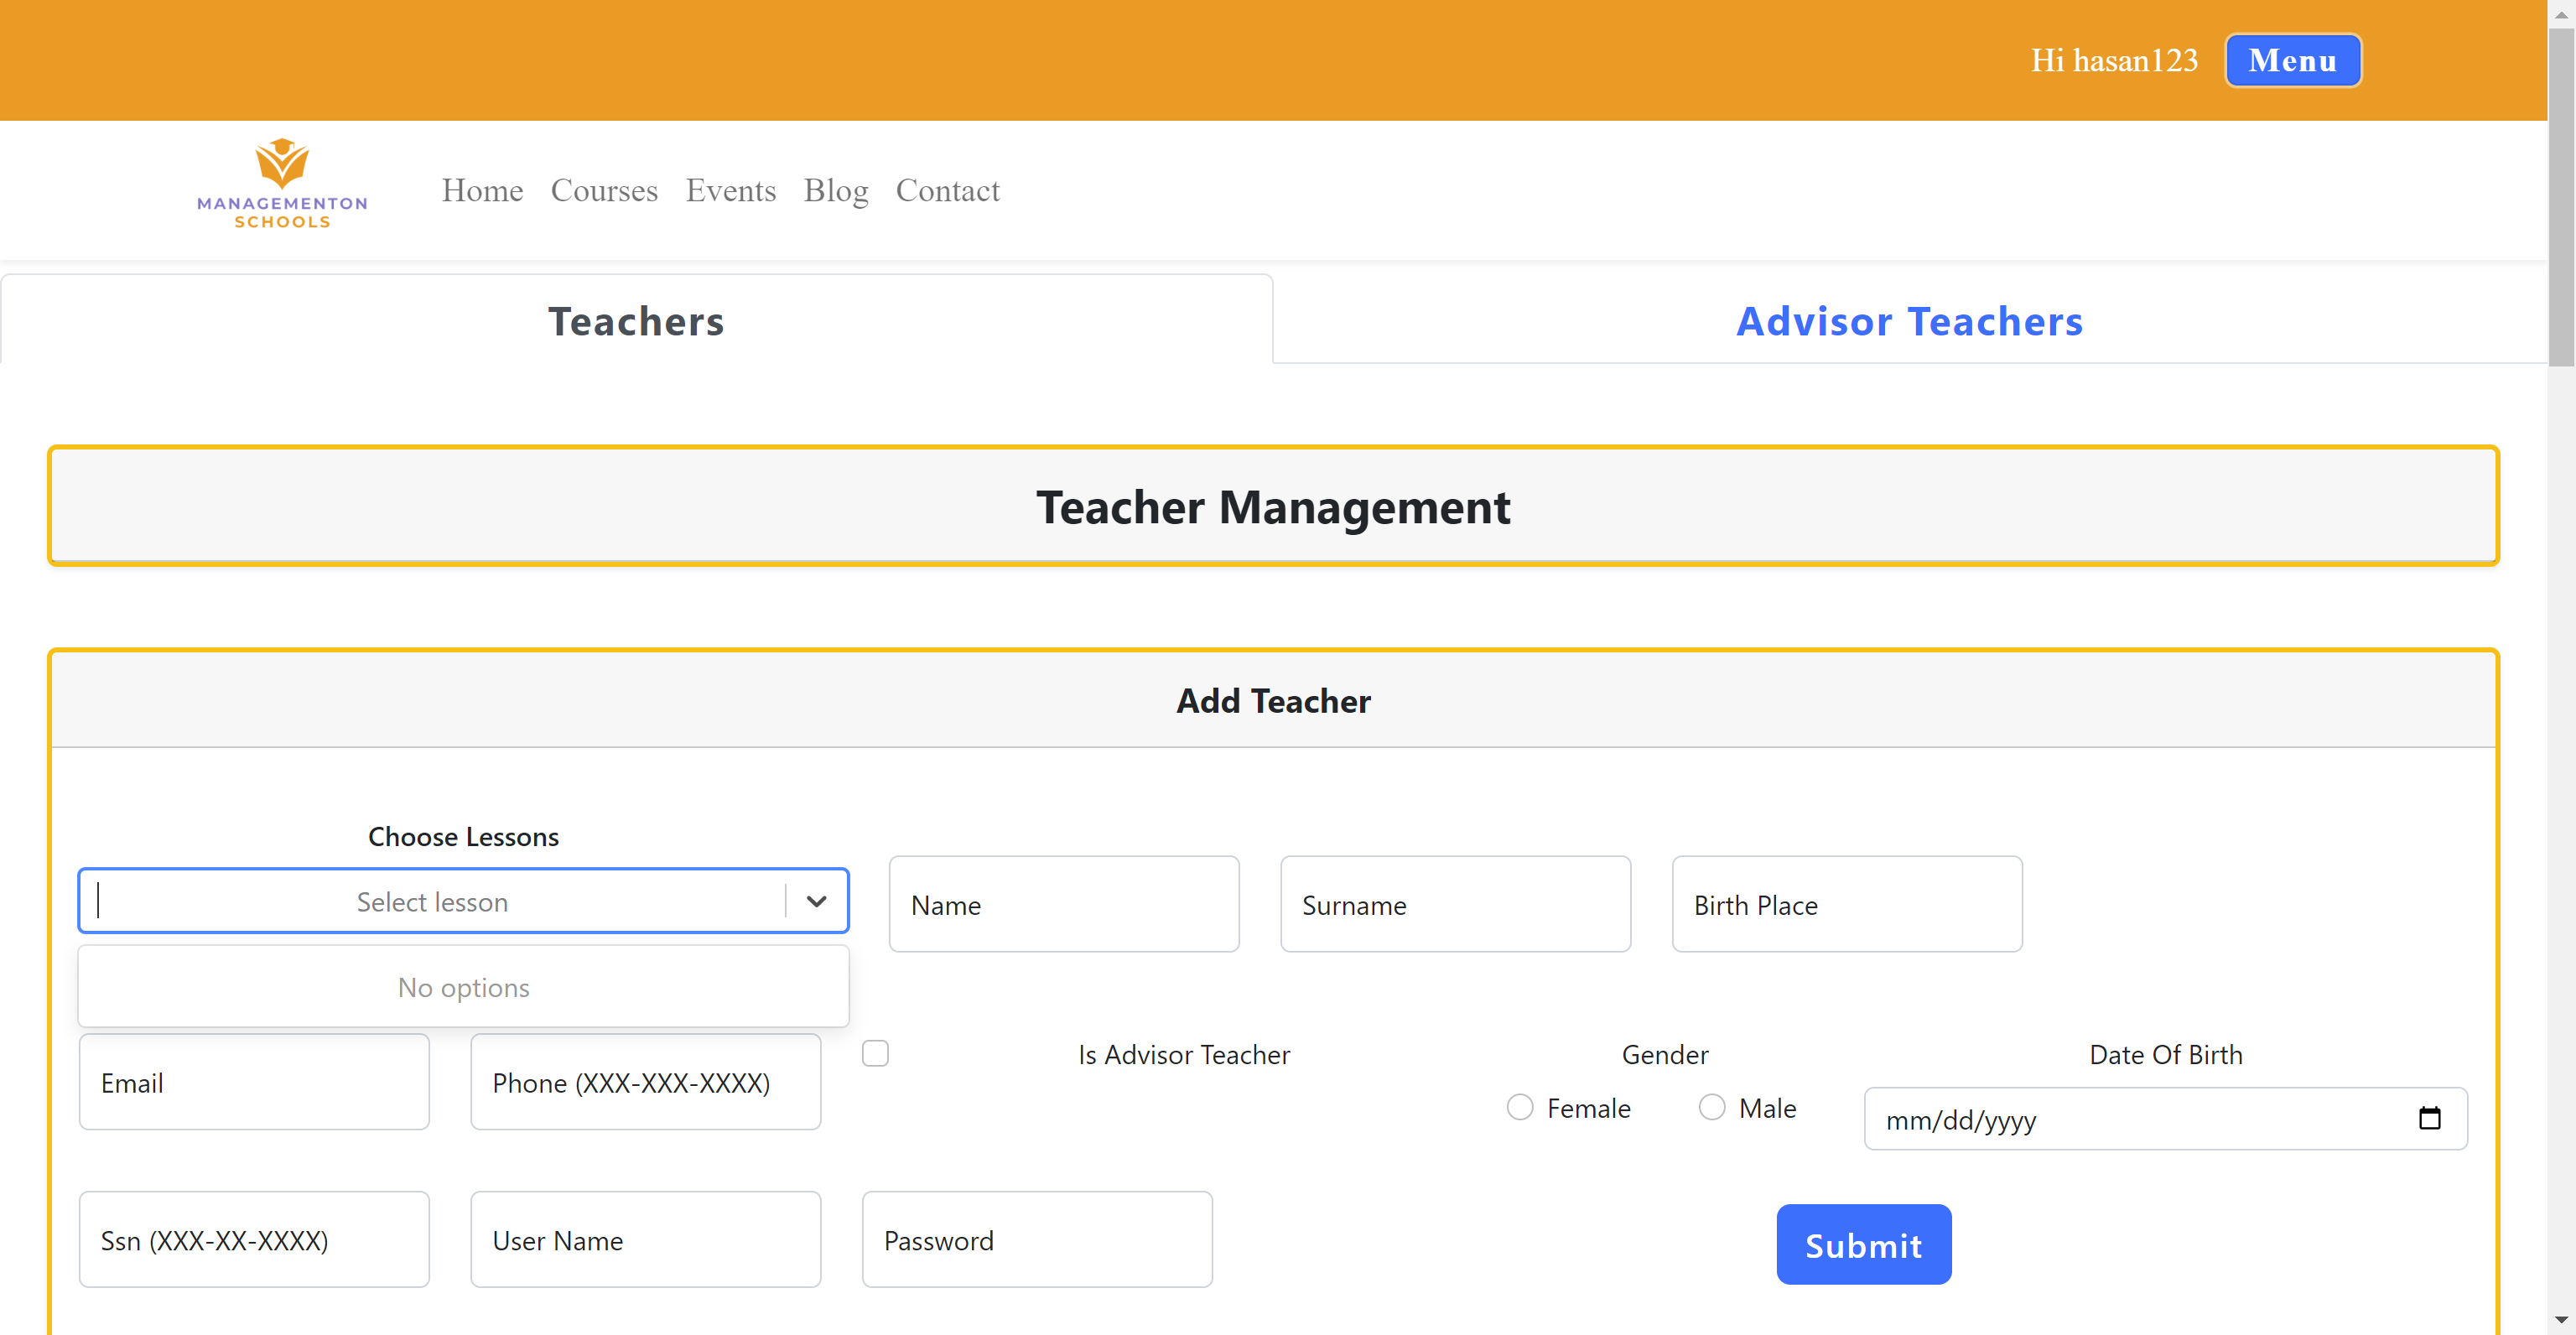 Hi hasan123 Menu
MANAGEMENTON
SCHOOLS
Home Courses Events Blog Contact
Teachers Advisor Teachers
Teacher Management
Add Teacher
Choose Lessons
Select lesson
Name Surname Birth Place
No options
Email Phone (XXX-XXX-XXXX) Is Advisor Teacher Gender Date Of Birth
Female Male mm/dd/yyyy
Ssn (XXX-XX-XXXX) User Name Password Submit